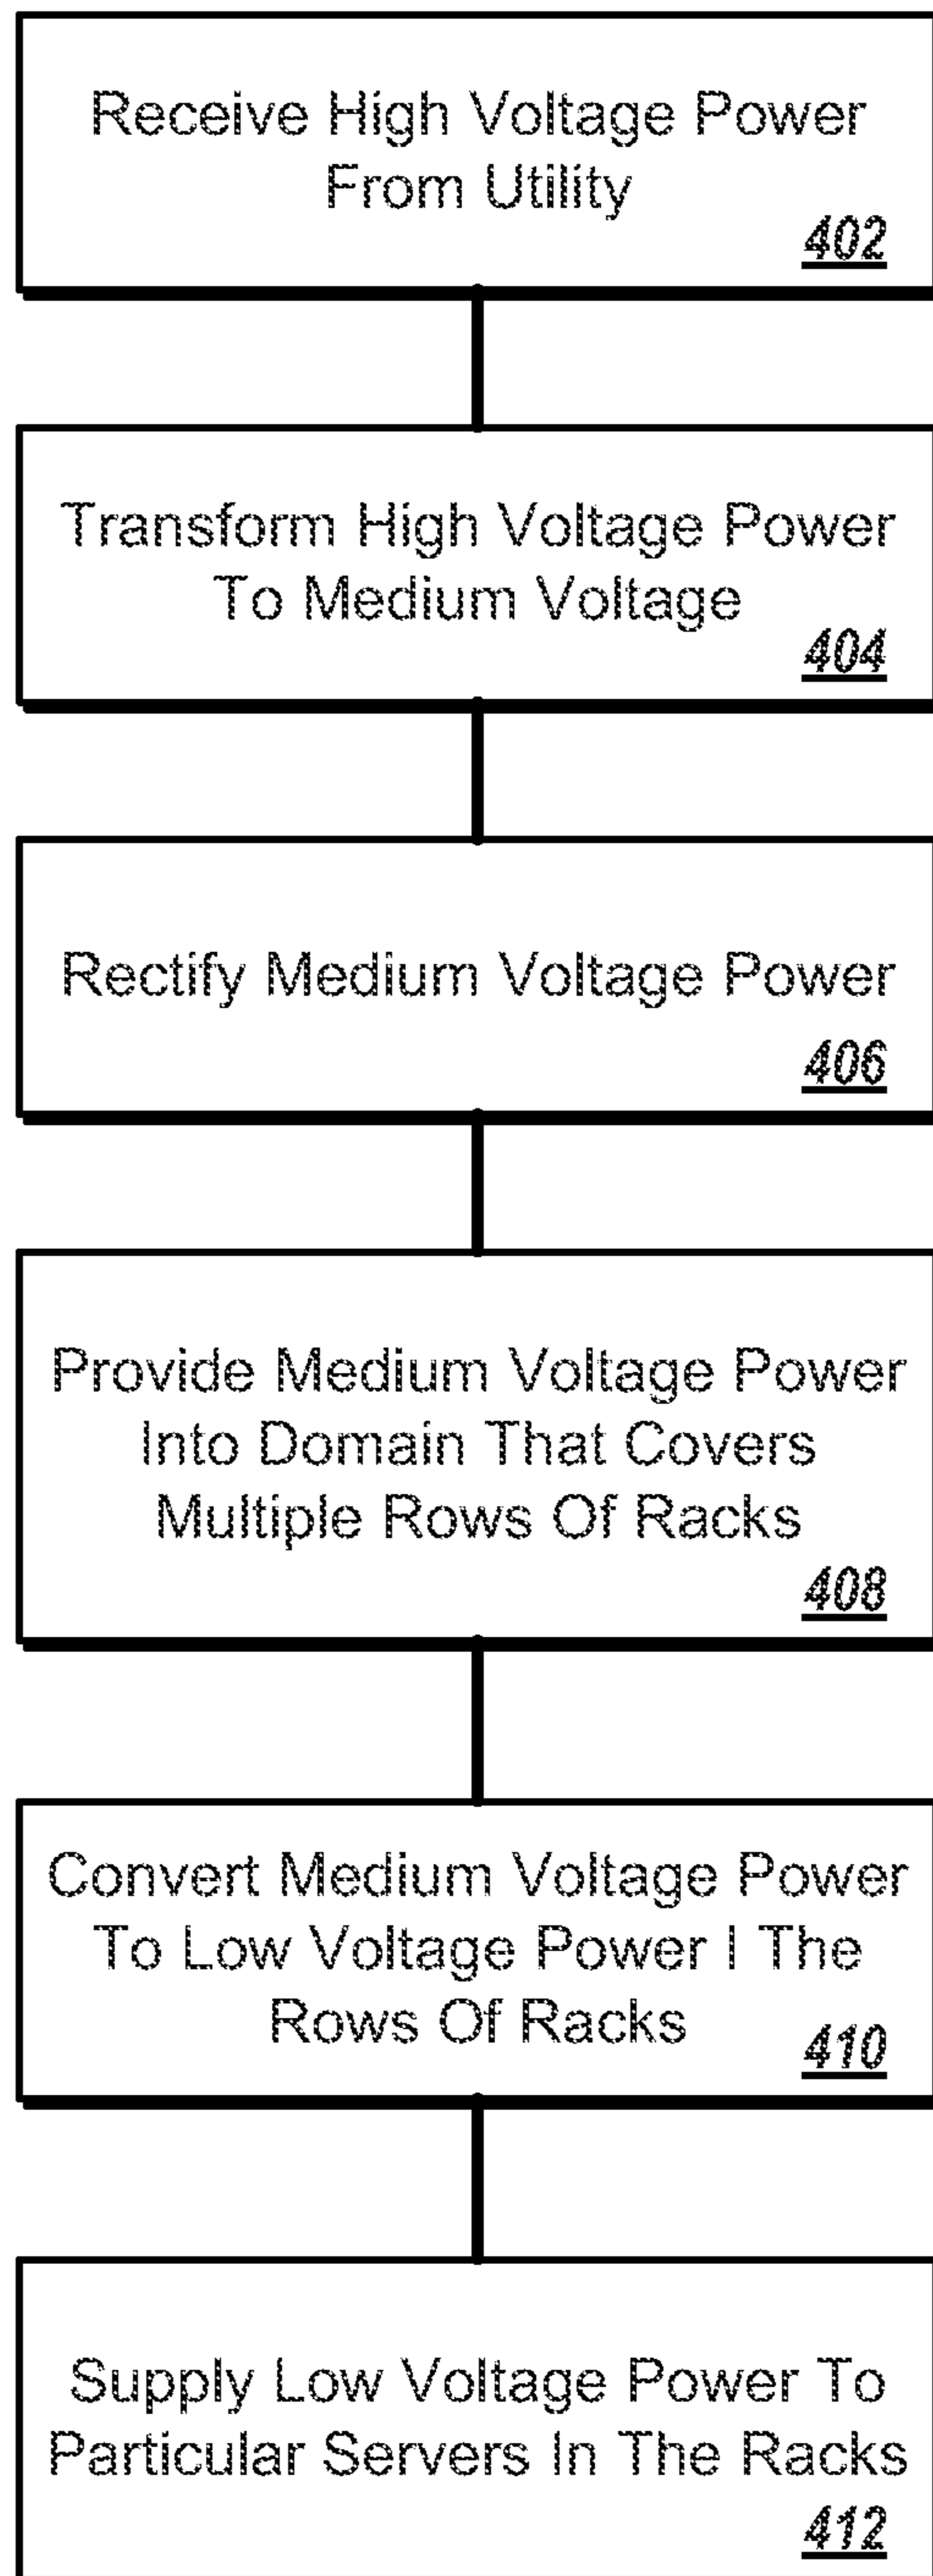 Receive High Voltage Power
From Utility
402
Transform High Voltage Power
To Medium Voltage
404
Rectify Medium Voltage Power
406
Provide Medium Voltage Power
Into Domain That Covers
Multiple Rows Of Racks
408
Convert Medium Voltage Power
To Low Voltage Power I The
Rows Of Racks
410
Supply Low Voltage Power To
Particular Servers In The Racks
412